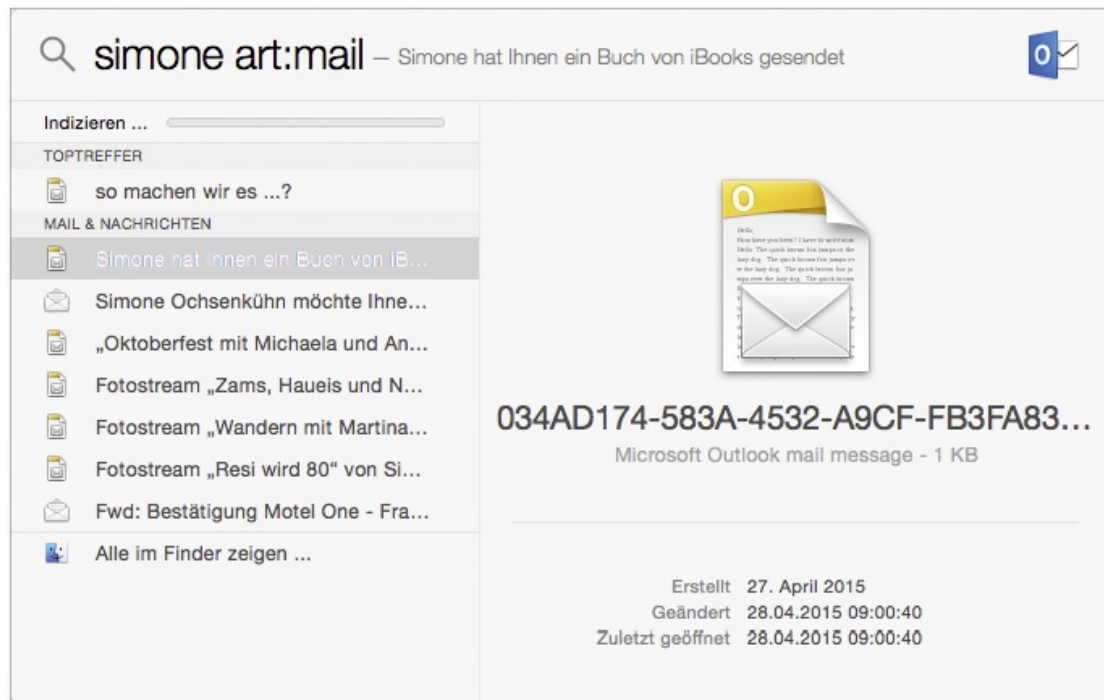 simone art:mail — Simone hat Ihnen ein Buch von iBooks gesendet
Indizieren ...
TOPTREFFER
so machen wir es ...?
MAIL & NACHRICHTEN
Simone hat Ihnen ein Buch von iB...
Simone Ochsenkühn möchte Ihne...
„Oktoberfest mit Michaela und An...
Fotostream „Zams, Haueis und N...
Fotostream „Wandern mit Martina...
Fotostream „Resi wird 80“ von Si...
Fwd: Bestätigung Motel One - Fra...
Alle im Finder zeigen ...
034AD174-583A-4532-A9CF-FB3FA83...
Microsoft Outlook mail message - 1 KB
Erstellt 27. April 2015
Geändert 28.04.2015 09:00:40
Zuletzt geöffnet 28.04.2015 09:00:40